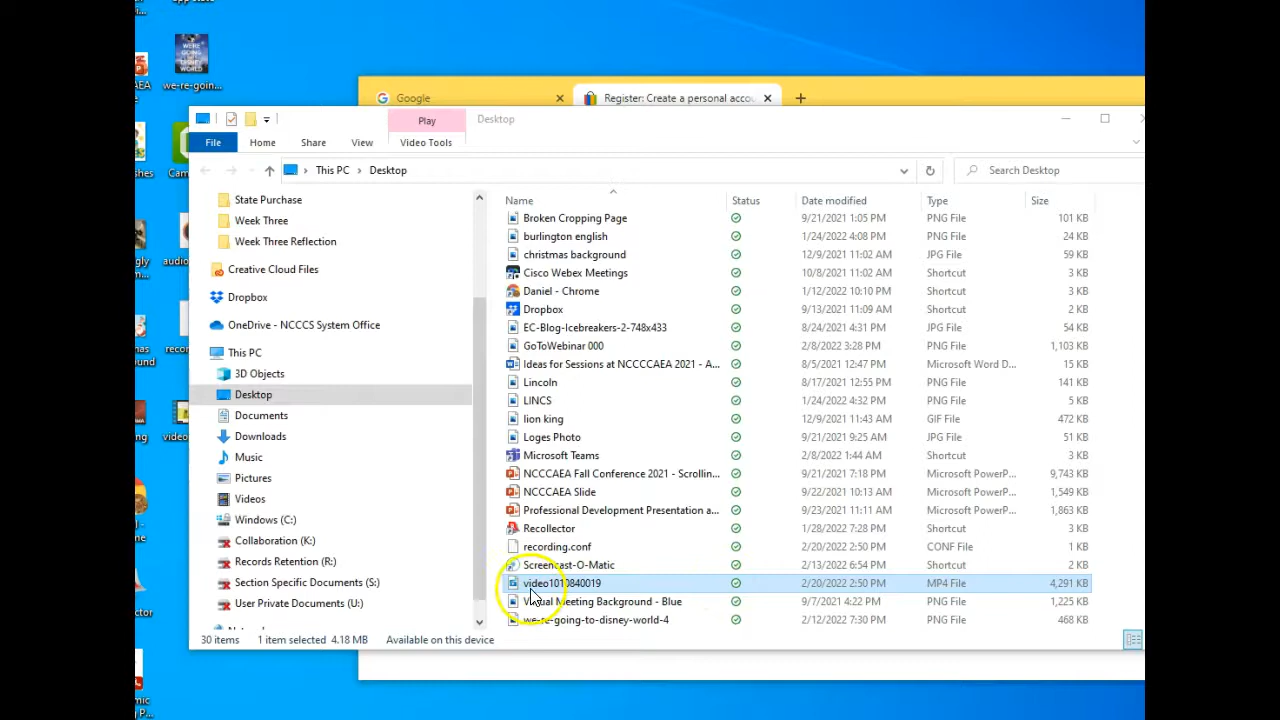 WE'RE
GOING
DISNEY
WORLD
we-re-goin...
Google
Register: Create a personal accou
Play
Desktop
File
Home
Share
View
Video Tools
This PC
Desktop
Search Desktop
Name
Status
Date modified
Type
Size
State Purchase
Week Three
Week Three Reflection
Creative Cloud Files
Dropbox
OneDrive - NCCCS System Office
This PC
3D Objects
Desktop
Documents
Downloads
Music
Pictures
Videos
Windows (C:)
Collaboration (K:)
Records Retention (R:)
Section Specific Documents (S:)
User Private Documents (U:)
Broken Cropping Page 9/21/2021 1:05 PM PNG File 101 KB
burlington english 1/24/2022 4:08 PM PNG File 24 KB
christmas background 12/9/2021 11:02 AM JPG File 59 KB
Cisco Webex Meetings 10/8/2021 11:02 AM Shortcut 3 KB
Daniel - Chrome 1/12/2022 10:10 PM Shortcut 3 KB
Dropbox 9/13/2021 11:09 AM Shortcut 2 KB
EC-Blog-Icebreakers-2-748x433 8/24/2021 4:31 PM JPG File 54 KB
GoToWebinar 000 2/8/2022 3:28 PM PNG File 1,103 KB
Ideas for Sessions at NCCCCAEA 2021 - A... 8/5/2021 12:47 PM Microsoft Word D... 15 KB
Lincoln 8/17/2021 12:55 PM PNG File 141 KB
LINCS 1/24/2022 4:32 PM PNG File 5 KB
lion king 12/9/2021 11:43 AM GIF File 472 KB
Loges Photo 9/21/2021 9:25 AM JPG File 51 KB
Microsoft Teams 2/8/2022 1:44 AM Shortcut 3 KB
NCCCAEA Fall Conference 2021 - Scrollin... 9/21/2021 7:18 PM Microsoft PowerP... 9,743 KB
NCCCAEA Slide 9/22/2021 10:13 AM Microsoft PowerP... 1,549 KB
Professional Development Presentation a... 9/23/2021 11:11 AM Microsoft PowerP... 1,863 KB
Recollector 1/28/2022 7:28 PM Shortcut 3 KB
recording.conf 2/20/2022 2:50 PM CONF File 1 KB
Screencast-O-Matic 2/13/2022 6:54 PM Shortcut 2 KB
video1010840019 2/20/2022 2:50 PM MP4 File 4,291 KB
Virtual Meeting Background - Blue 9/7/2021 4:22 PM PNG File 1,225 KB
we-re-going-to-disney-world-4 2/12/2022 7:30 PM PNG File 468 KB
30 items
1 item selected 4.18 MB
Available on this device